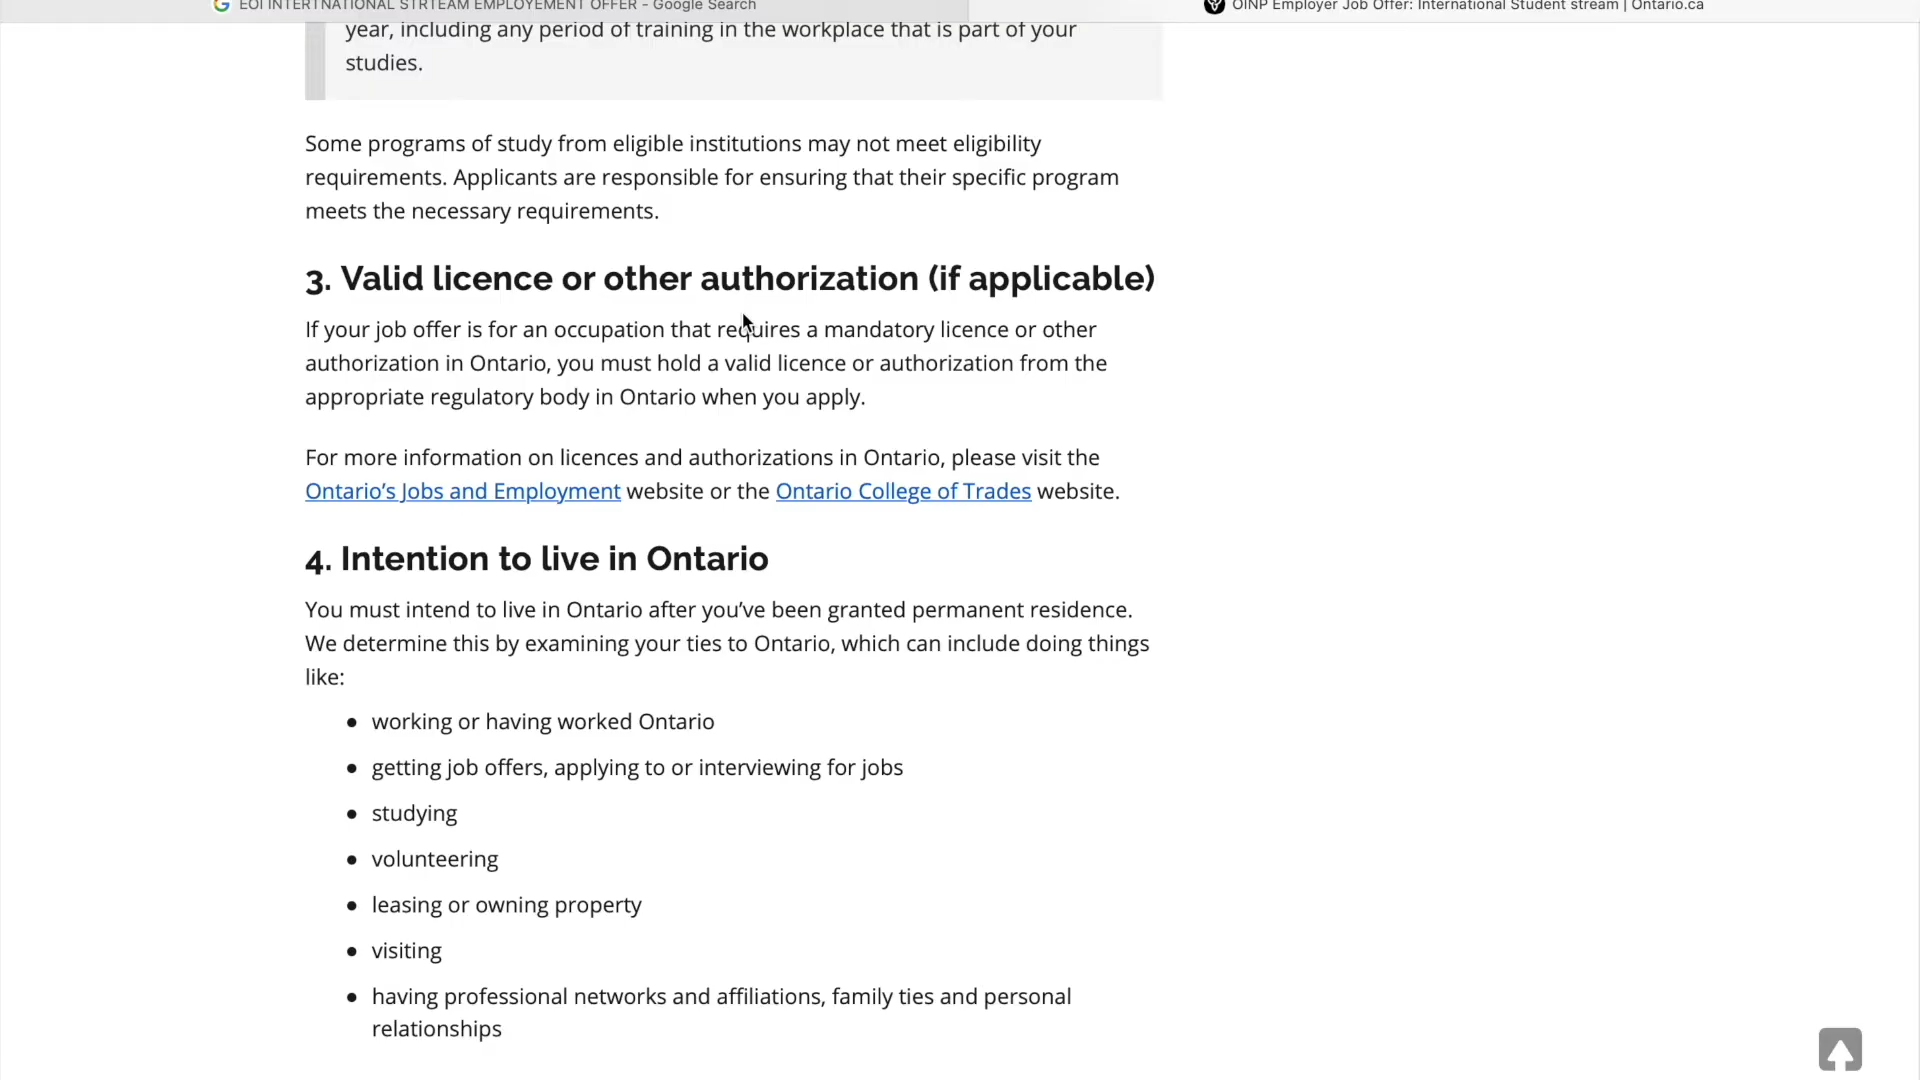 EOI INTERTNATIONAL STRTEAM EMPLOYEMENT OFFER - Google Search
OINP Employer Job Offer: International Student stream | Ontario.ca
year, including any period of training in the workplace that is part of your
studies.
Some programs of study from eligible institutions may not meet eligibility
requirements. Applicants are responsible for ensuring that their specific program
meets the necessary requirements.
3. Valid licence or other authorization (if applicable)
If your job offer is for an occupation that requires a mandatory licence or other
authorization in Ontario, you must hold a valid licence or authorization from the
appropriate regulatory body in Ontario when you apply.
For more information on licences and authorizations in Ontario, please visit the
Ontario’s Jobs and Employment website or the Ontario College of Trades website.
4. Intention to live in Ontario
You must intend to live in Ontario after you’ve been granted permanent residence.
We determine this by examining your ties to Ontario, which can include doing things
like:
• working or having worked Ontario
• getting job offers, applying to or interviewing for jobs
• studying
• volunteering
• leasing or owning property
• visiting
• having professional networks and affiliations, family ties and personal
relationships